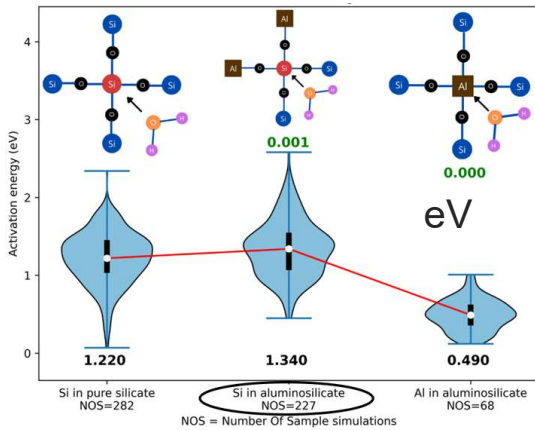 4
3
2
1
0
Activation energy (eV)
Si
Si O Si O Si
O
O H
Si H
Al
O
Al O Si O Si
O O H
Si H
0.001
Si
O
Si O Al O Si
O O H
Si H
0.000
eV
1.220 1.340 0.490
Si in pure silicate Si in aluminosilicate Al in aluminosilicate
NOS=282 NOS=227 NOS=68
NOS = Number Of Sample simulations